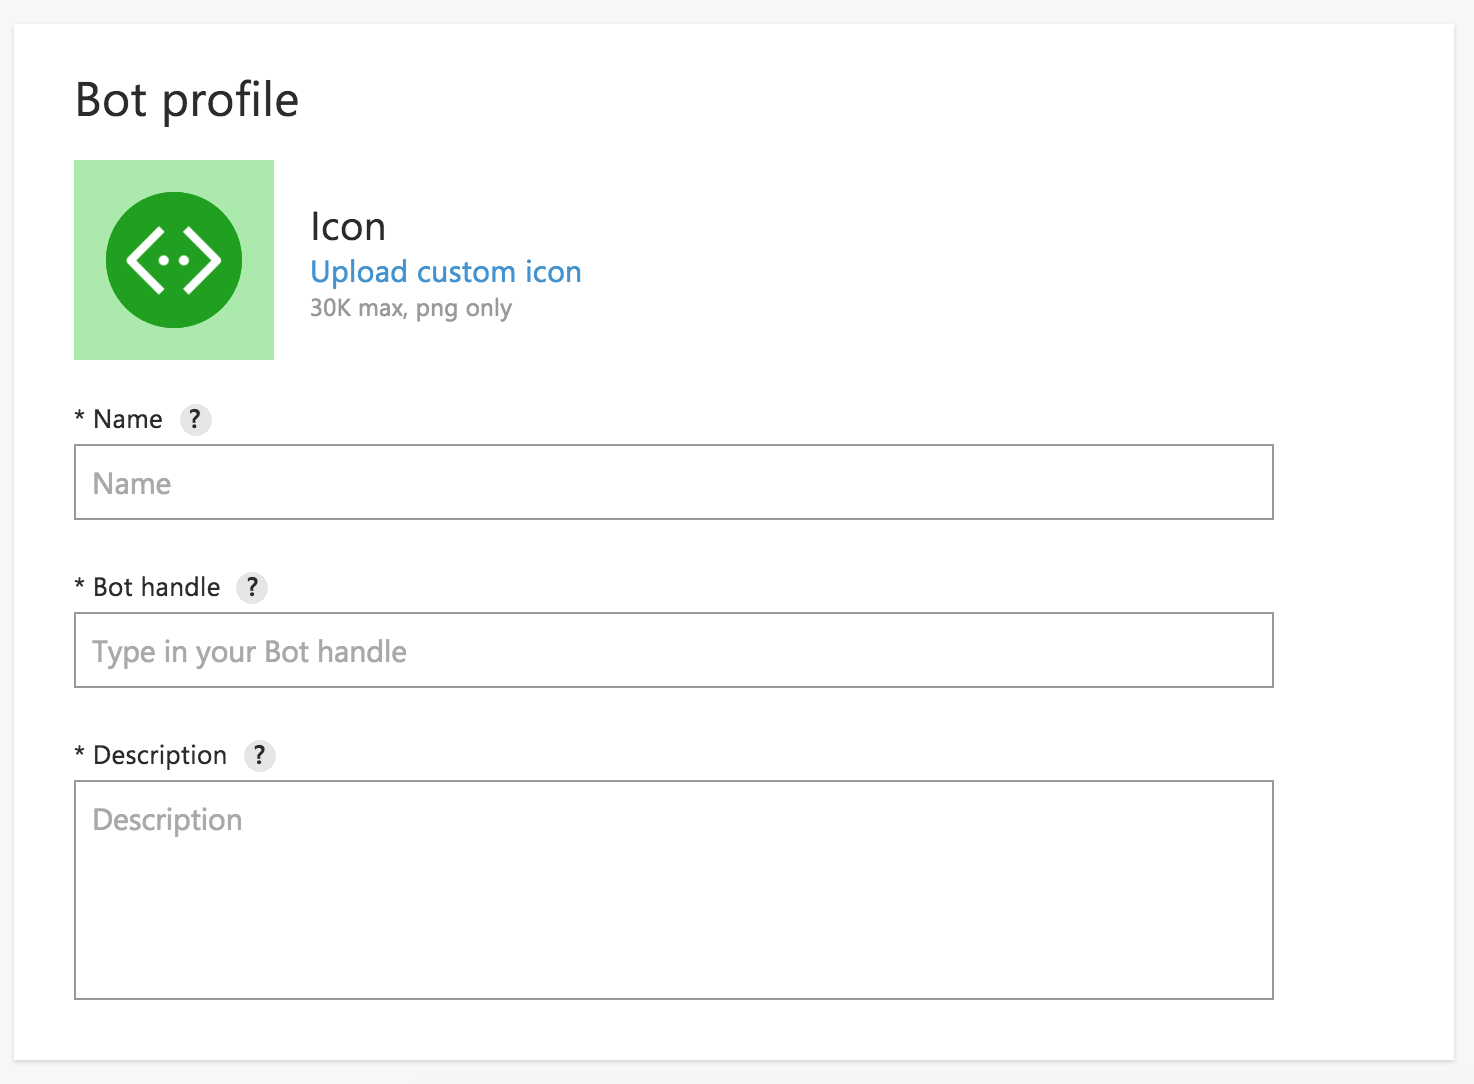 Bot profile
Icon
Upload custom icon
30K max, png only
* Name ?
Name
* Bot handle ?
Type in your Bot handle
* Description ?
Description